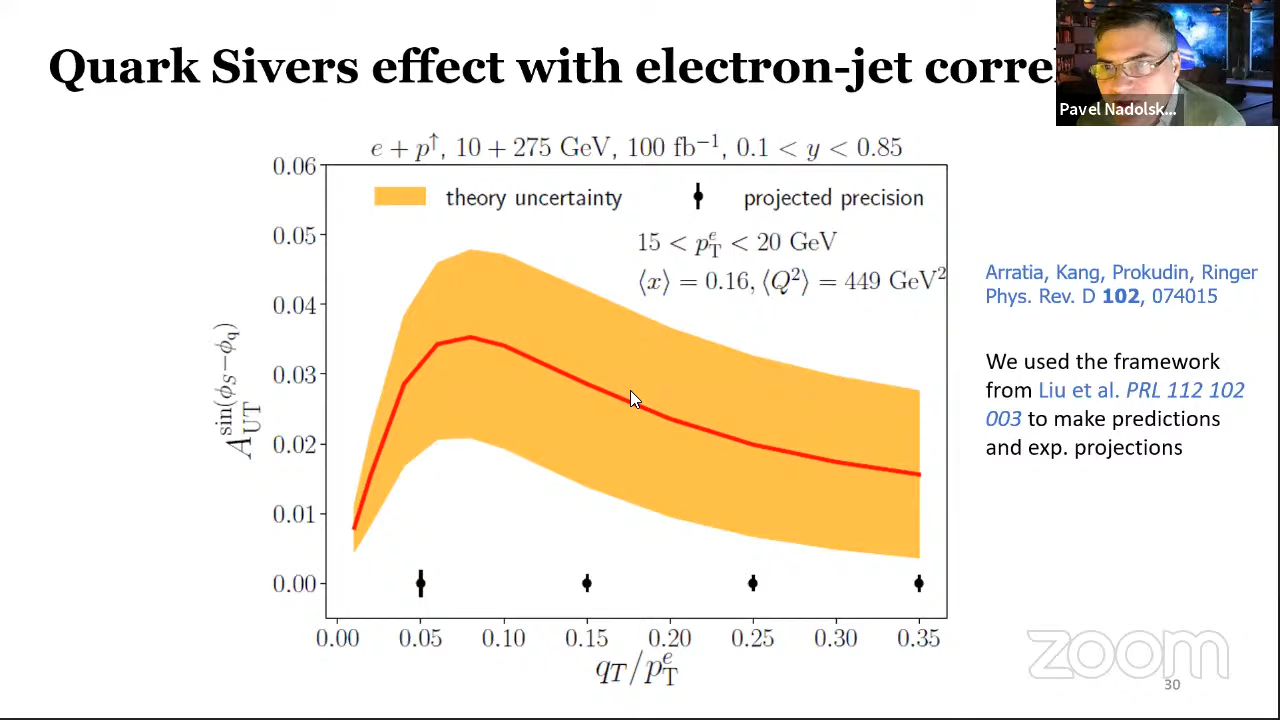 Quark Sivers effect with electron-jet corre
Pavel Nadolsk...
e + p↑, 10 + 275 GeV, 100 fb⁻¹, 0.1 < y < 0.85
theory uncertainty
projected precision
15 < p_T^e < 20 GeV
⟨x⟩ = 0.16, ⟨Q²⟩ = 449 GeV²
0.06
0.05
0.04
0.03
0.02
0.01
0.00
A_UT^sin(ϕ_S−ϕ_q)
0.00 0.05 0.10 0.15 0.20 0.25 0.30 0.35
q_T/p_T^e
Arratia, Kang, Prokudin, Ringer
Phys. Rev. D 102, 074015
We used the framework
from Liu et al. PRL 112 102
003 to make predictions
and exp. projections
zoom
30